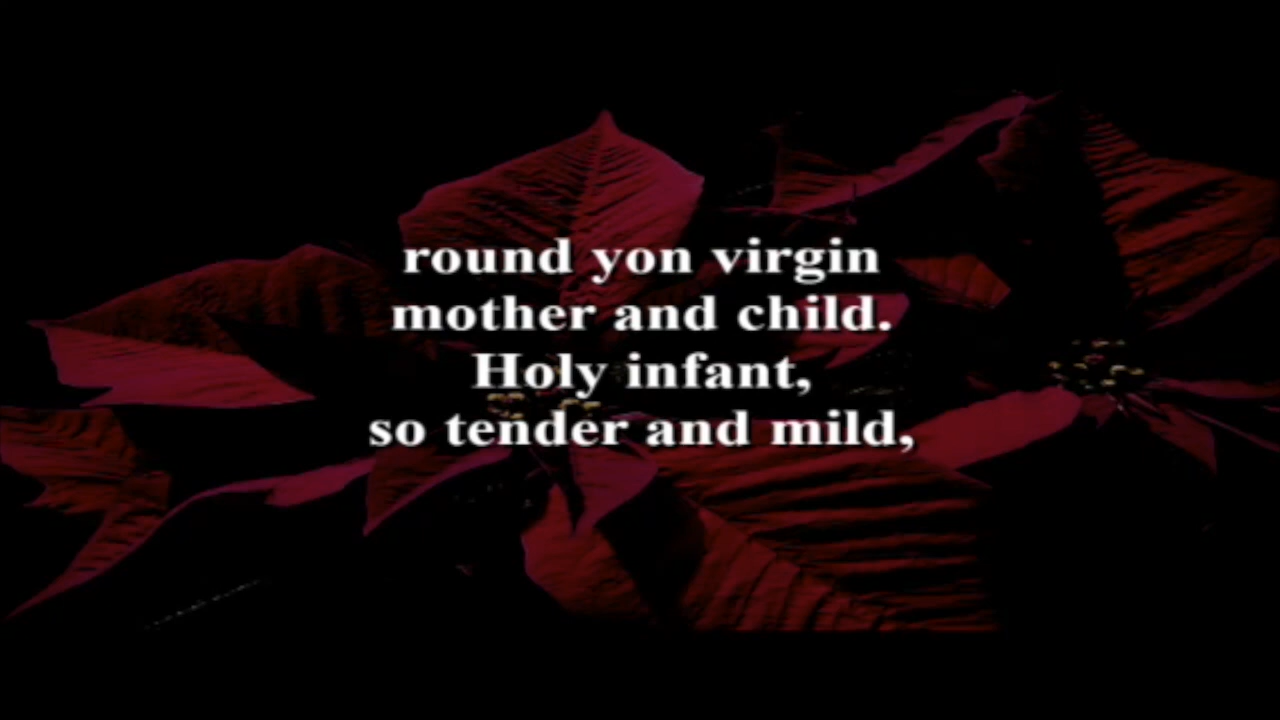 round yon virgin
mother and child.
Holy infant,
so tender and mild,